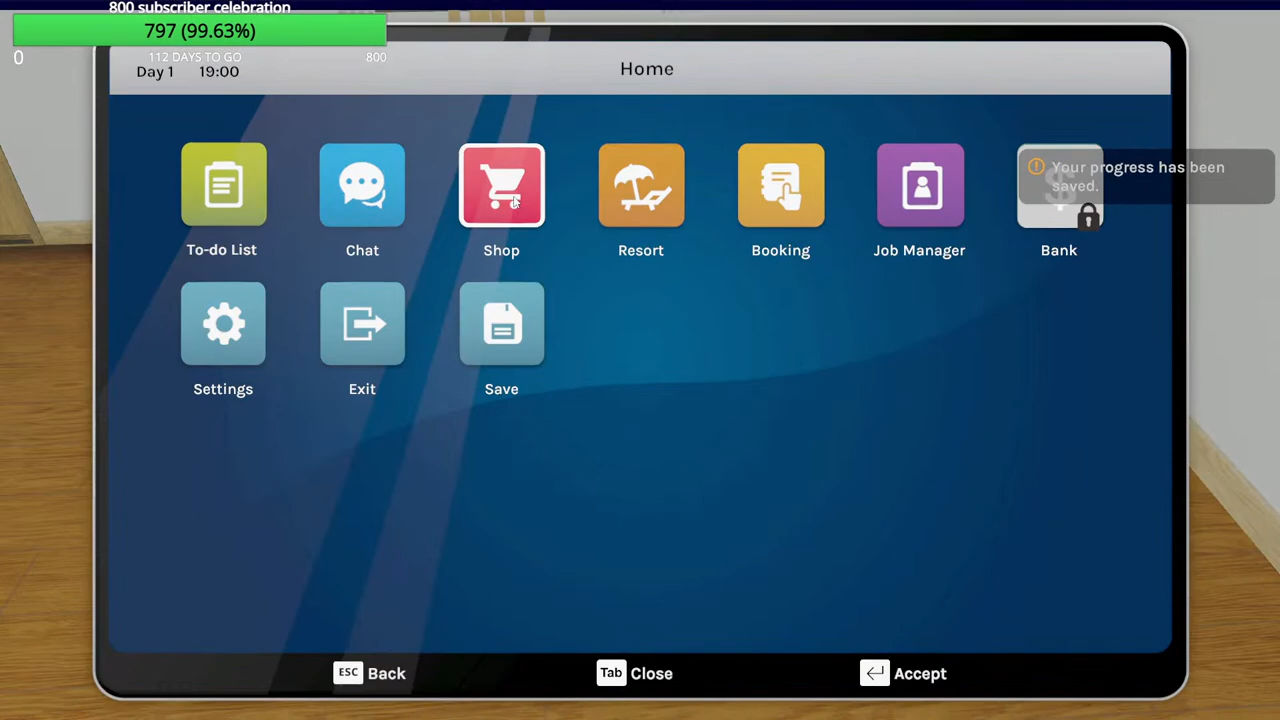 800 subscriber celebration
797 (99.63%)
0
112 DAYS TO GO
800
Day 1 19:00
Home
Your progress has been
saved.
To-do List
Chat
Shop
Resort
Booking
Job Manager
Bank
Settings
Exit
Save
ESC Back
Tab Close
Accept